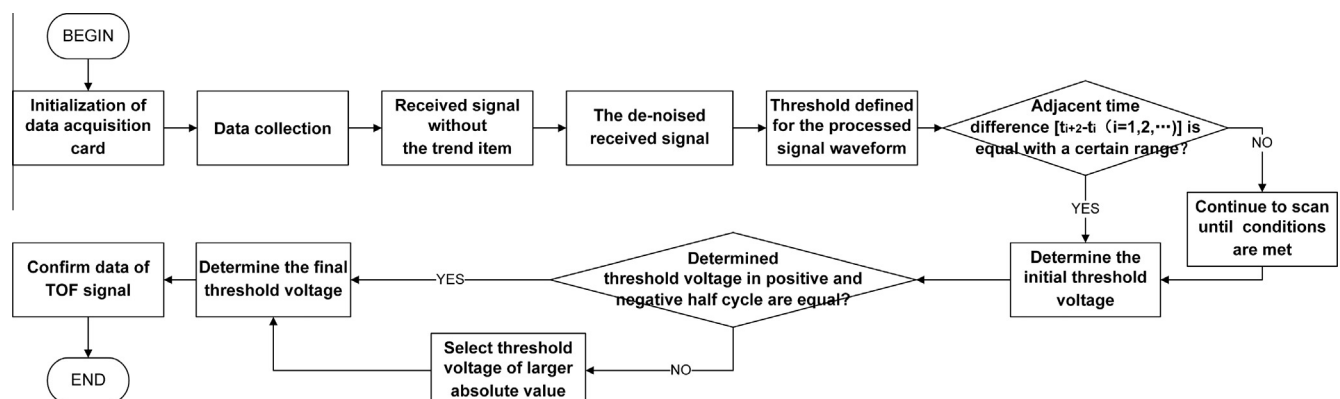 BEGIN
Initialization of
data acquisition
card
Data collection
Received signal
without
the trend item
The de-noised
received signal
Threshold defined
for the processed
signal waveform
Adjacent time
difference [ti+2-ti（i=1,2,⋯)] is
equal with a certain range?
NO
YES
Continue to scan
until conditions
are met
Determine the
initial threshold
voltage
Determined
threshold voltage in positive and
negative half cycle are equal?
YES
NO
Select threshold
voltage of larger
absolute value
Determine the final
threshold voltage
Confirm data of
TOF signal
END